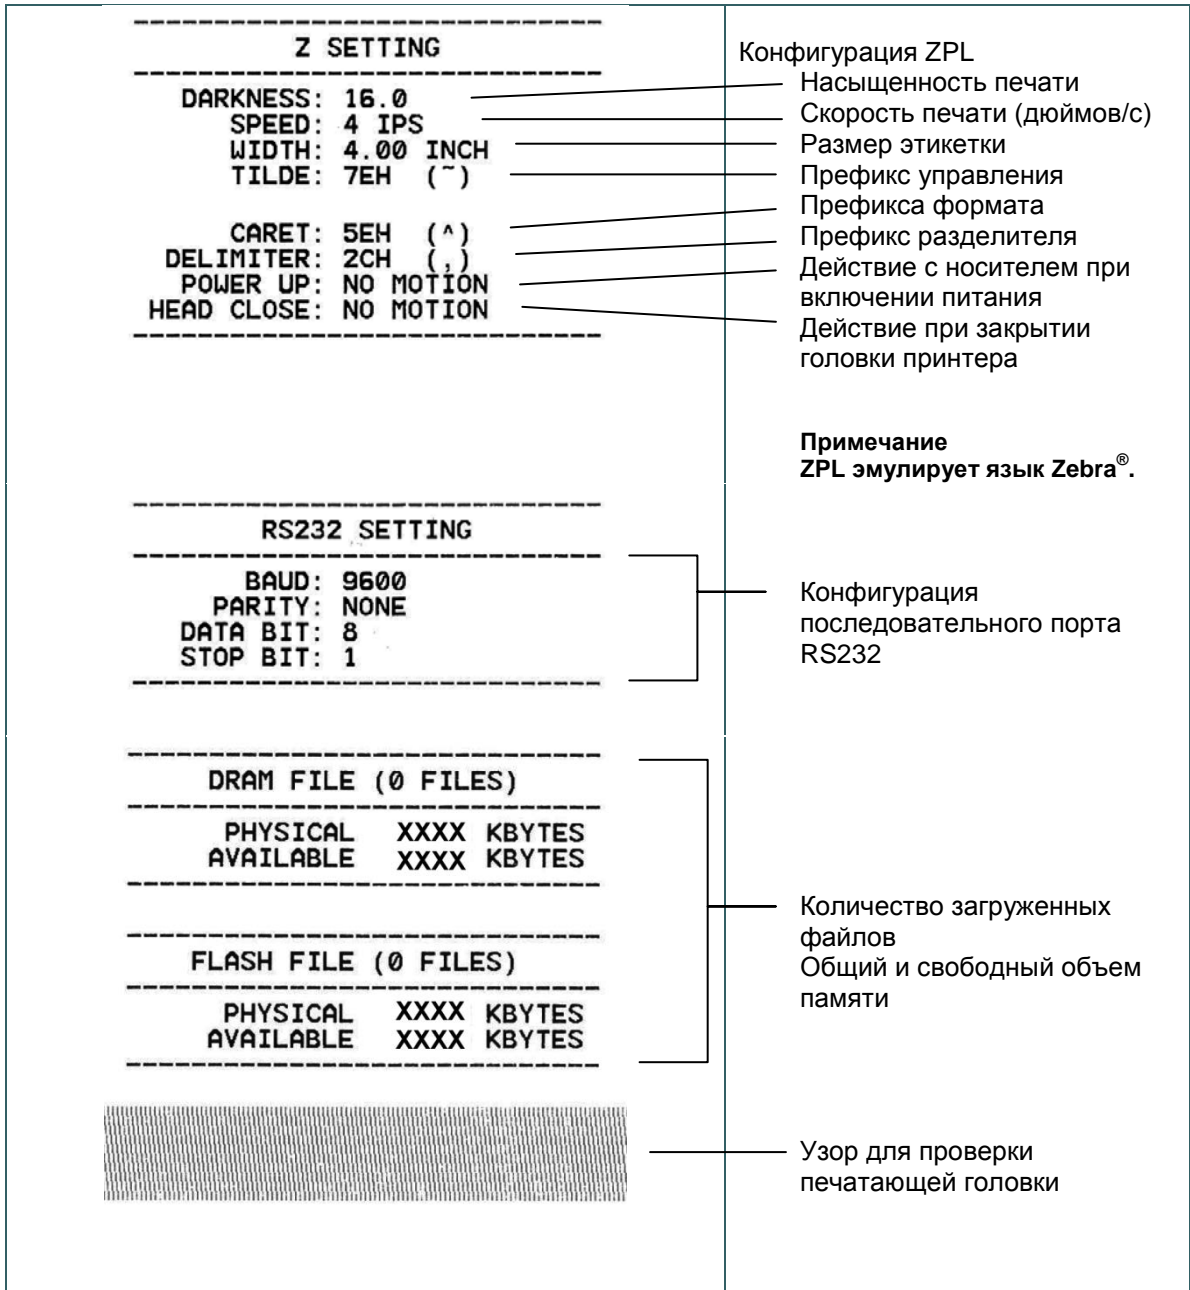 Z SETTING
DARKNESS: 16.0
SPEED: 4 IPS
WIDTH: 4.00 INCH
TILDE: 7EH (~)
CARET: 5EH (^)
DELIMITER: 2CH (,)
POWER UP: NO MOTION
HEAD CLOSE: NO MOTION
Конфигурация ZPL
Насыщенность печати
Скорость печати (дюймов/с)
Размер этикетки
Префикс управления
Префикса формата
Префикс разделителя
Действие с носителем при
включении питания
Действие при закрытии
головки принтера
Примечание
ZPL эмулирует язык Zebra®.
RS232 SETTING
BAUD: 9600
PARITY: NONE
DATA BIT: 8
STOP BIT: 1
Конфигурация
последовательного порта
RS232
DRAM FILE (0 FILES)
PHYSICAL XXXX KBYTES
AVAILABLE XXXX KBYTES
FLASH FILE (0 FILES)
PHYSICAL XXXX KBYTES
AVAILABLE XXXX KBYTES
Количество загруженных
файлов
Общий и свободный объем
памяти
Узор для проверки
печатающей головки